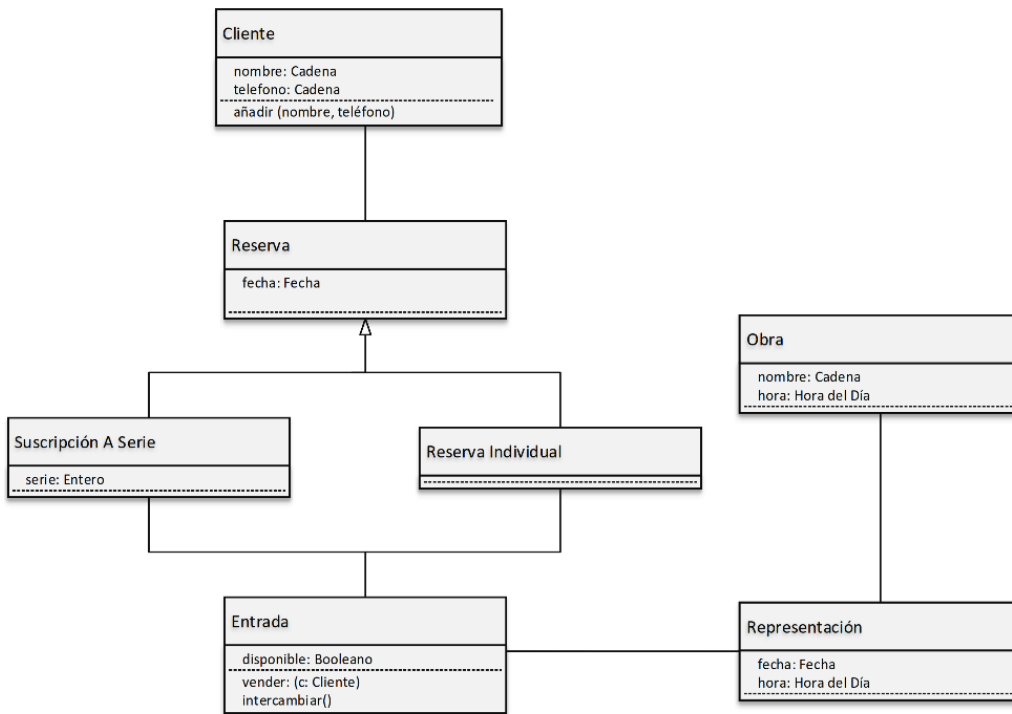 Cliente
nombre: Cadena
telefono: Cadena
añadir (nombre, teléfono)
Reserva
fecha: Fecha
Obra
nombre: Cadena
hora: Hora del Día
Suscripción A Serie
serie: Entero
Reserva Individual
Entrada
disponible: Booleano
vender: (c: Cliente)
intercambiar()
Representación
fecha: Fecha
hora: Hora del Día